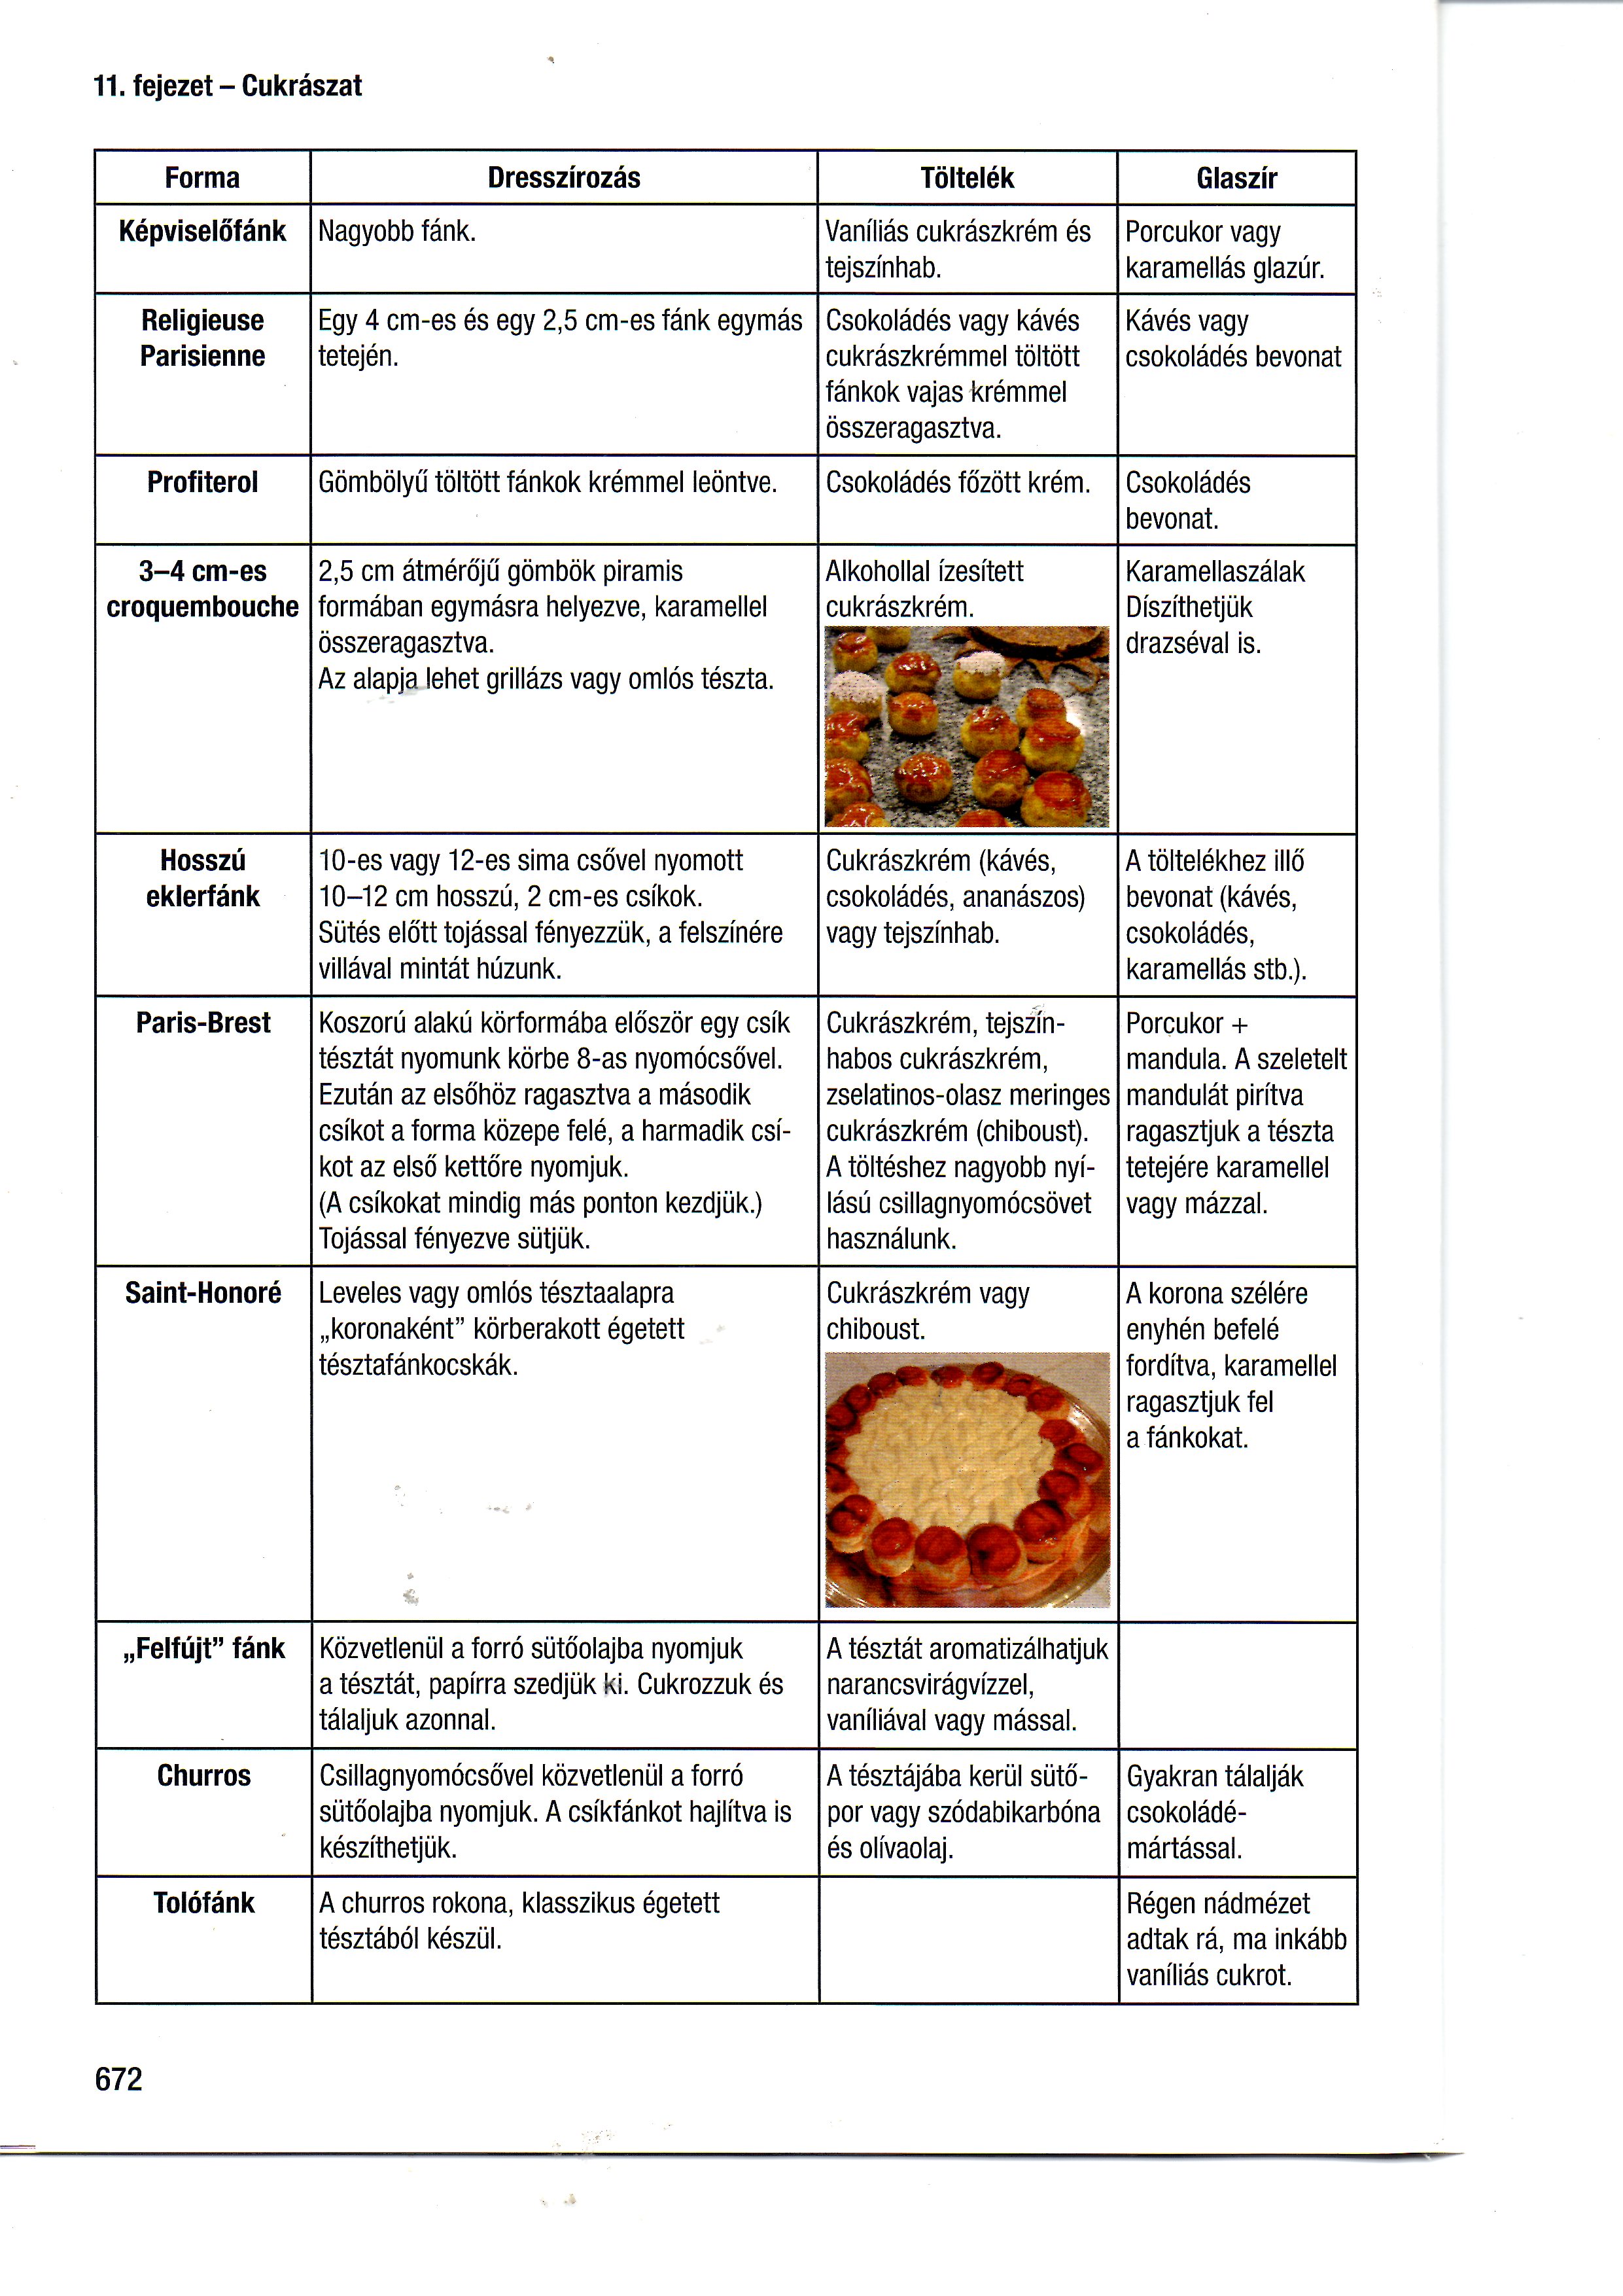 11. fejezet – Cukrászat
Forma
Dresszírozás
Töltelék
Glaszír
Képviselőfánk
Nagyobb fánk.
Vaníliás cukrászkrém és
tejszínhab.
Porcukor vagy
karamellás glazúr.
Religieuse
Parisienne
Egy 4 cm-es és egy 2,5 cm-es fánk egymás
tetején.
Csokoládés vagy kávés
cukrászkrémmel töltött
fánkok vajas krémmel
összeragasztva.
Kávés vagy
csokoládés bevonat
Profiterol
Gömbölyű töltött fánkok krémmel leöntve.
Csokoládés főzött krém.
Csokoládés
bevonat.
3–4 cm-es
croquembouche
2,5 cm átmérőjű gömbök piramis
formában egymásra helyezve, karamellel
összeragasztva.
Az alapja lehet grillázs vagy omlós tészta.
Alkohollal ízesített
cukrászkrém.
Karamellaszálak
Díszíthetjük
drazséval is.
Hosszú
eklerfánk
10-es vagy 12-es sima csővel nyomott
10–12 cm hosszú, 2 cm-es csíkok.
Sütés előtt tojással fényezzük, a felszínére
villával mintát húzunk.
Cukrászkrém (kávés,
csokoládés, ananászos)
vagy tejszínhab.
A töltelékhez illő
bevonat (kávés,
csokoládés,
karamellás stb.).
Paris-Brest
Koszorú alakú körformába először egy csík
tésztát nyomunk körbe 8-as nyomócsővel.
Ezután az elsőhöz ragasztva a második
csíkot a forma közepe felé, a harmadik csí-
kot az első kettőre nyomjuk.
(A csíkokat mindig más ponton kezdjük.)
Tojással fényezve sütjük.
Cukrászkrém, tejszín-
habos cukrászkrém,
zselatinos-olasz meringes
cukrászkrém (chiboust).
A töltéshez nagyobb nyí-
lású csillagnyomócsövet
használunk.
Porcukor +
mandula. A szeletelt
mandulát pirítva
ragasztjuk a tészta
tetejére karamellel
vagy mázzal.
Saint-Honoré
Leveles vagy omlós tésztaalapra
„koronaként” körberakott égetett
tésztafánkocskák.
Cukrászkrém vagy
chiboust.
A korona szélére
enyhén befelé
fordítva, karamellel
ragasztjuk fel
a fánkokat.
„Felfújt” fánk
Közvetlenül a forró sütőolajba nyomjuk
a tésztát, papírra szedjük ki. Cukrozzuk és
tálaljuk azonnal.
A tésztát aromatizálhatjuk
narancsvirágvízzel,
vaníliával vagy mással.
Churros
Csillagnyomócsővel közvetlenül a forró
sütőolajba nyomjuk. A csíkfánkot hajlítva is
készíthetjük.
A tésztájába kerül sütő-
por vagy szódabikarbóna
és olívaolaj.
Gyakran tálalják
csokoládé-
mártással.
Tolófánk
A churros rokona, klasszikus égetett
tésztából készül.
Régen nádmézet
adtak rá, ma inkább
vaníliás cukrot.
672